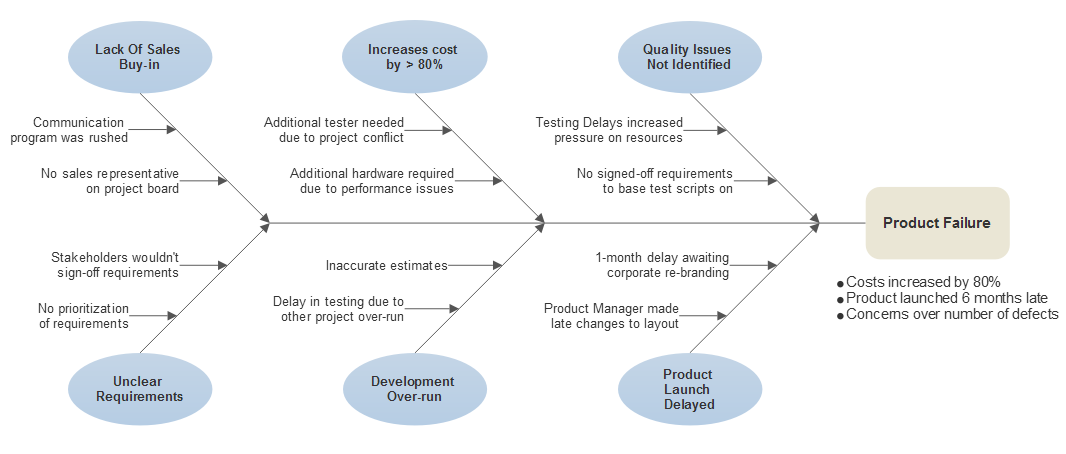 Lack Of Sales
Buy-in
Increases cost
by > 80%
Quality Issues
Not Identified
Communication
program was rushed
Additional tester needed
due to project conflict
Testing Delays increased
pressure on resources
No sales representative
on project board
Additional hardware required
due to performance issues
No signed-off requirements
to base test scripts on
Product Failure
Stakeholders wouldn't
sign-off requirements
Inaccurate estimates
1-month delay awaiting
corporate re-branding
No prioritization
of requirements
Delay in testing due to
other project over-run
Product Manager made
late changes to layout
● Costs increased by 80%
● Product launched 6 months late
● Concerns over number of defects
Unclear
Requirements
Development
Over-run
Product
Launch
Delayed